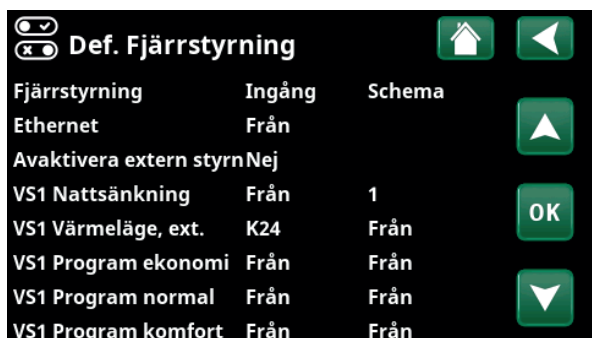 Def. Fjärrstyrning
Fjärrstyrning Ingång Schema
Ethernet Från
Avaktivera extern styrn Nej
VS1 Nattsänkning Från 1
OK
VS1 Värmeläge, ext. K24 Från
VS1 Program ekonomi Från Från
VS1 Program normal Från Från
VS1 Program komfort Från Från